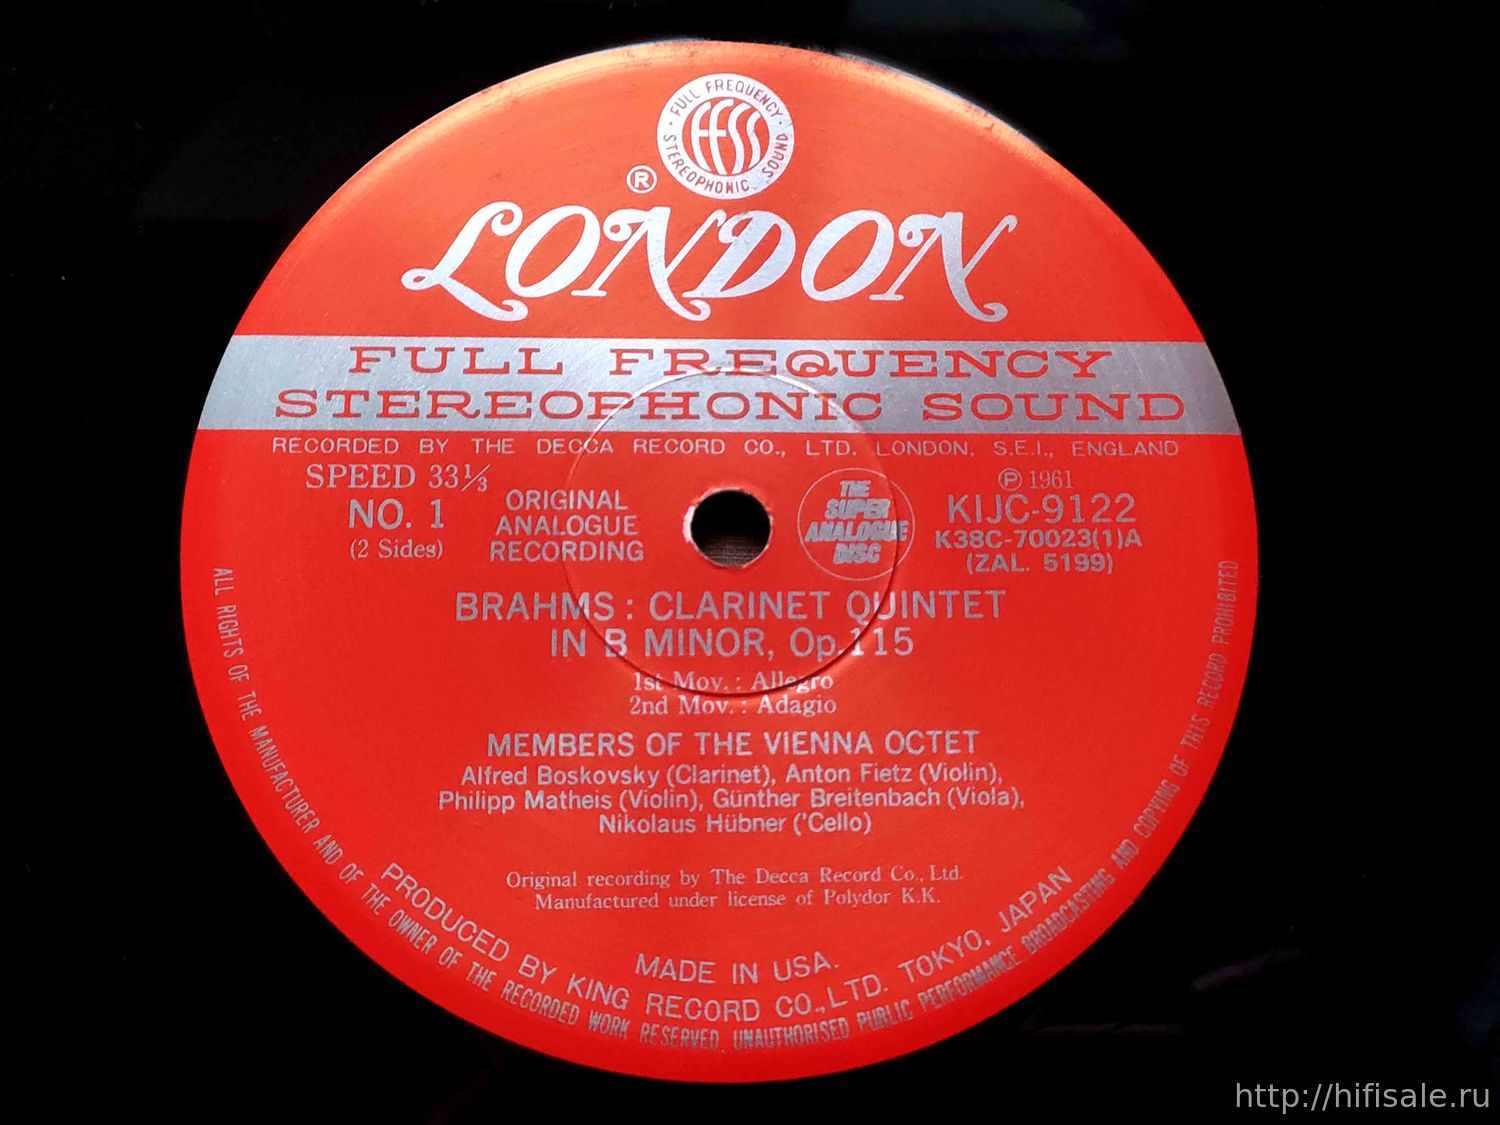 · FULL FREQUENCY · STEREOPHONIC SOUND
FFSS
®
LONDON
FULL FREQUENCY
STEREOPHONIC SOUND
RECORDED BY THE DECCA RECORD CO., LTD. LONDON, S.E.I., ENGLAND
SPEED 33⅓
NO. 1
(2 Sides)
ORIGINAL
ANALOGUE
RECORDING
THE
SUPER
ANALOGUE
DISC
℗ 1961
KIJC-9122
K38C-70023(1)A
(ZAL. 5199)
BRAHMS : CLARINET QUINTET
IN B MINOR, Op.115
1st Mov. : Allegro
2nd Mov. : Adagio
MEMBERS OF THE VIENNA OCTET
Alfred Boskovsky (Clarinet), Anton Fietz (Violin),
Philipp Matheis (Violin), Günther Breitenbach (Viola),
Nikolaus Hübner ('Cello)
Original recording by The Decca Record Co., Ltd.
Manufactured under license of Polydor K.K.
MADE IN USA.
PRODUCED BY KING RECORD CO., LTD. TOKYO, JAPAN
ALL RIGHTS OF THE MANUFACTURER AND OF THE OWNER OF THE RECORDED WORK RESERVED. UNAUTHORISED PUBLIC PERFORMANCE, BROADCASTING AND COPYING OF THIS RECORD PROHIBITED
http://hifisale.ru